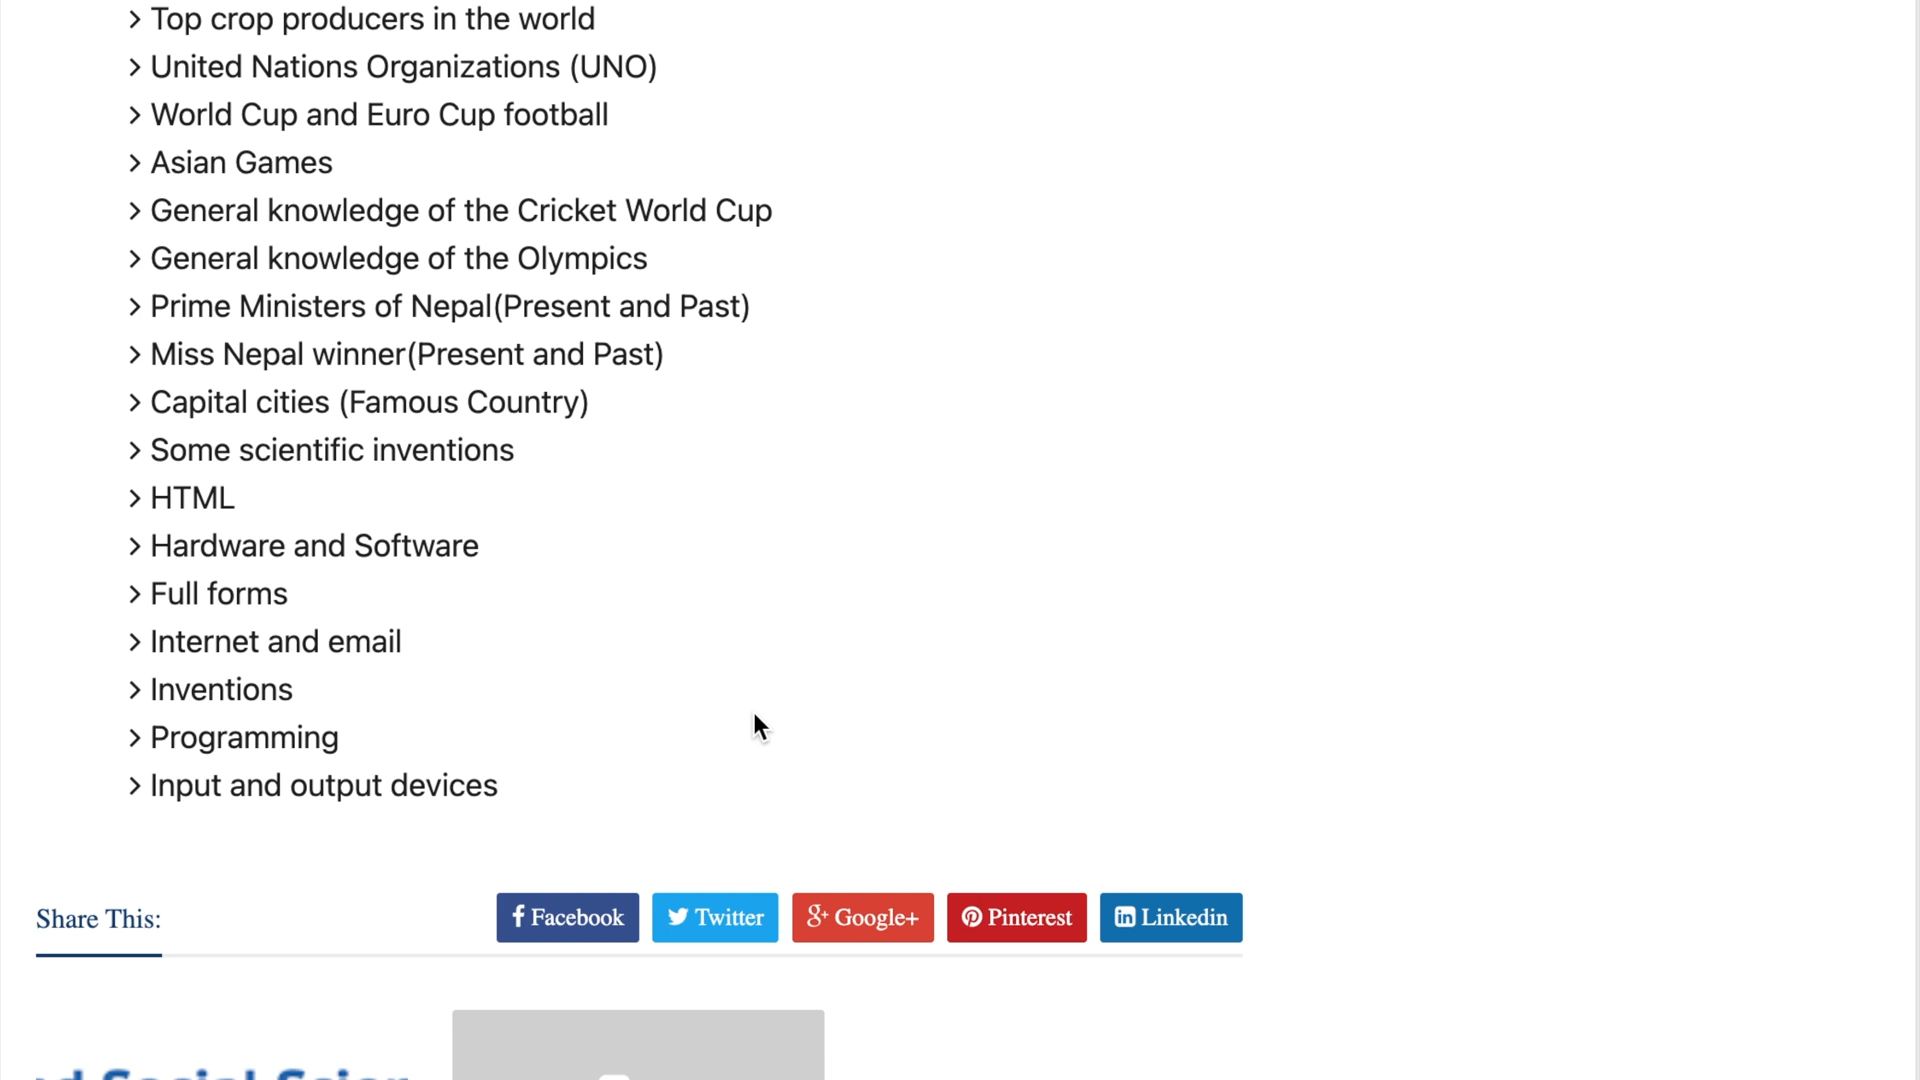 > Top crop producers in the world
> United Nations Organizations (UNO)
> World Cup and Euro Cup football
> Asian Games
> General knowledge of the Cricket World Cup
> General knowledge of the Olympics
> Prime Ministers of Nepal(Present and Past)
> Miss Nepal winner(Present and Past)
> Capital cities (Famous Country)
> Some scientific inventions
> HTML
> Hardware and Software
> Full forms
> Internet and email
> Inventions
> Programming
> Input and output devices
Share This: Facebook Twitter Google+ Pinterest Linkedin
Social